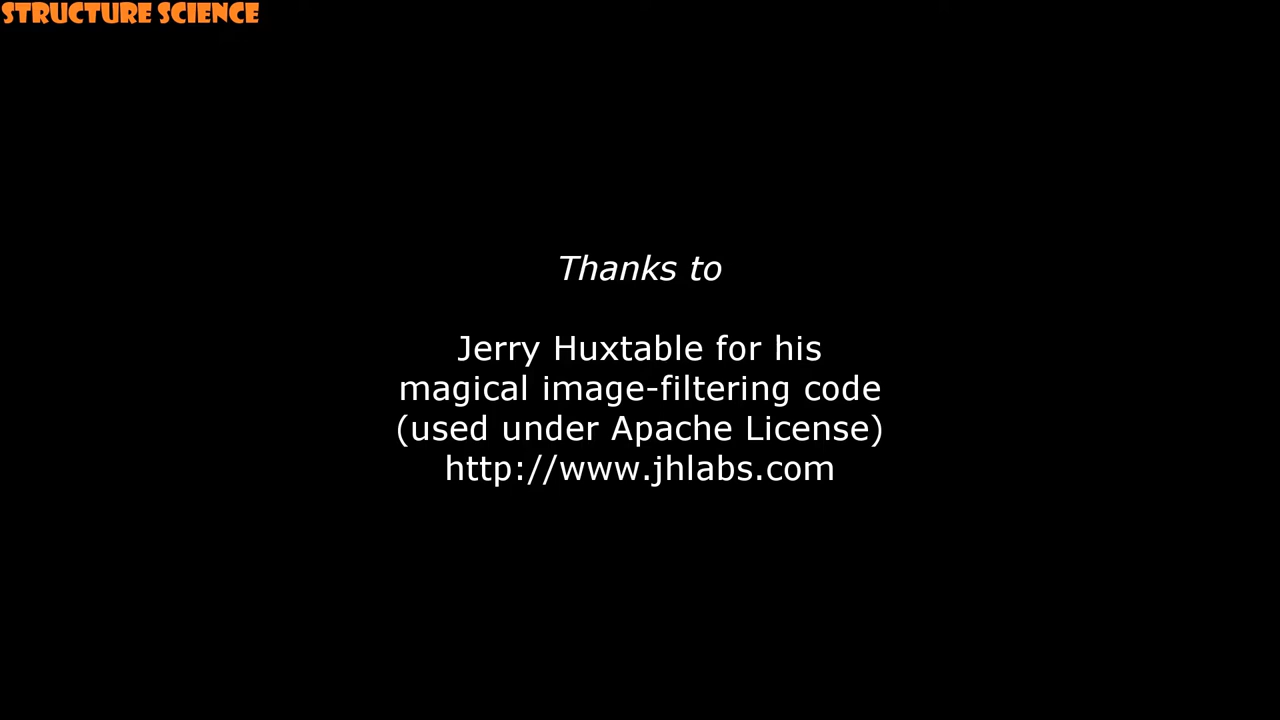 STRUCTURE SCIENCE
Thanks to
Jerry Huxtable for his
magical image-filtering code
(used under Apache License)
http://www.jhlabs.com